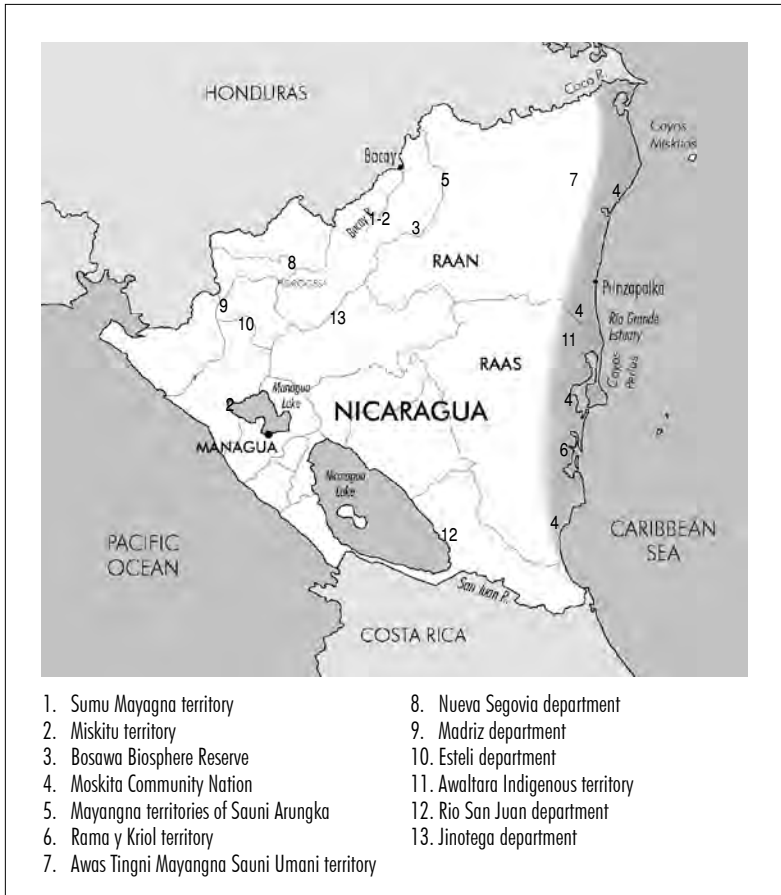 HONDURAS
Coco R.
Cayos
Miskitos
Bocay
5
7
4
Bocay R.
1-2
3
8
RAAN
9
10
13
4
Prinzapolka
Rio Grande
Estuary
11
RAAS
Cayos
Perlas
Managua
Lake
2
4
NICARAGUA
MANAGUA
6
Nicaragua
Lake
12
4
CARIBBEAN
SEA
PACIFIC
OCEAN
San Juan R.
COSTA RICA
1. Sumu Mayagna territory
2. Miskitu territory
3. Bosawa Biosphere Reserve
4. Moskita Community Nation
5. Mayangna territories of Sauni Arungka
6. Rama y Kriol territory
7. Awas Tingni Mayangna Sauni Umani territory
8. Nueva Segovia department
9. Madriz department
10. Esteli department
11. Awaltara Indigenous territory
12. Rio San Juan department
13. Jinotega department